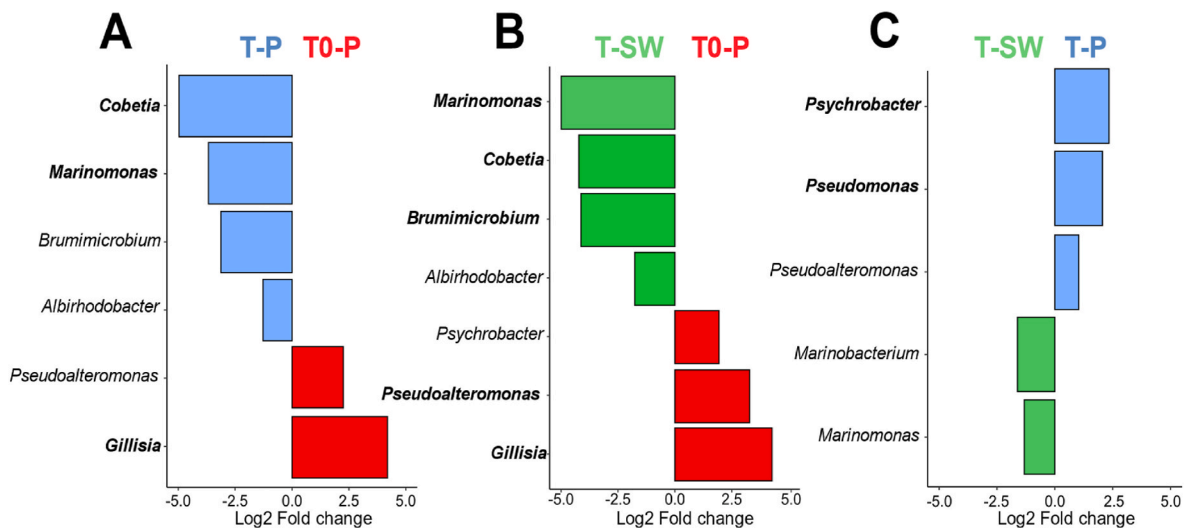 A
T-P T0-P
Cobetia
Marinomonas
Brumimicrobium
Albirhodobacter
Pseudoalteromonas
Gillisia
-5.0 -2.5 0.0 2.5 5.0
Log2 Fold change
B
T-SW T0-P
Marinomonas
Cobetia
Brumimicrobium
Albirhodobacter
Psychrobacter
Pseudoalteromonas
Gillisia
-5.0 -2.5 0.0 2.5 5.0
Log2 Fold change
C
T-SW T-P
Psychrobacter
Pseudomonas
Pseudoalteromonas
Marinobacterium
Marinomonas
-5.0 -2.5 0.0 2.5 5.0
Log2 Fold change